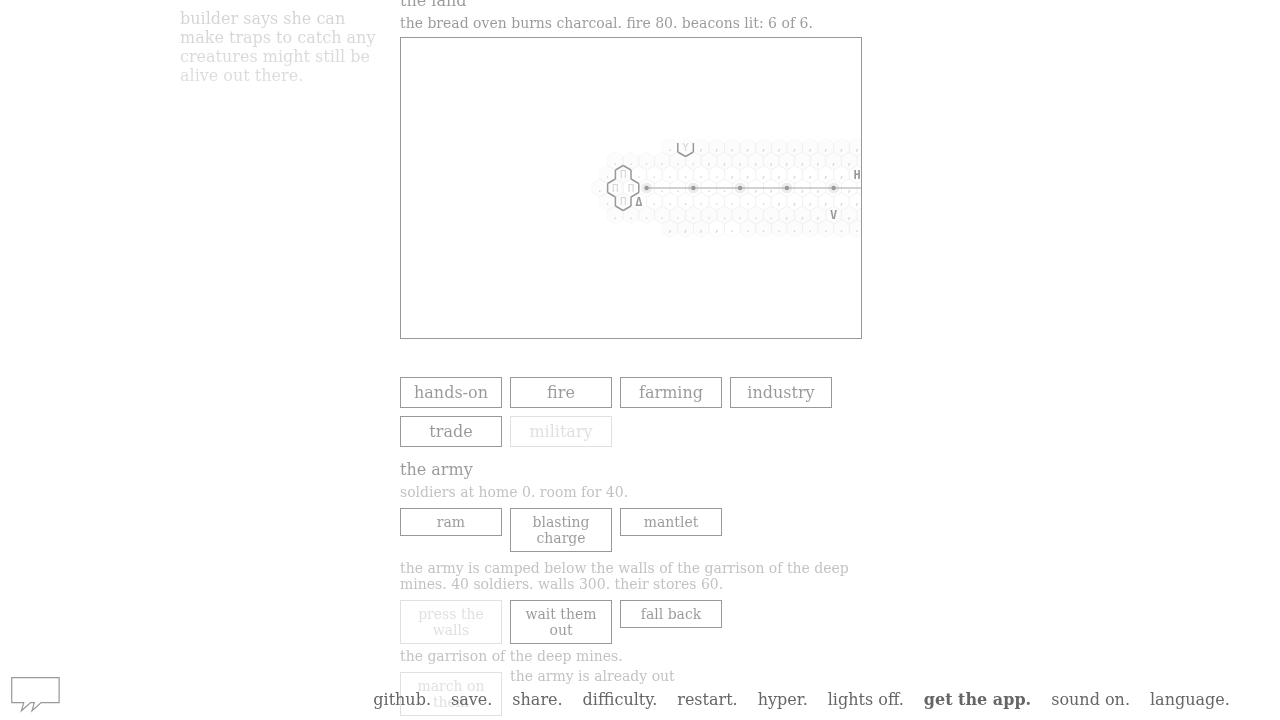 the land
builder says she can
make traps to catch any
creatures might still be
alive out there.
the bread oven burns charcoal. fire 80. beacons lit: 6 of 6.
Y
H
Δ
V
hands-on
fire
farming
industry
trade
military
the army
soldiers at home 0. room for 40.
ram
blasting
charge
mantlet
the army is camped below the walls of the garrison of the deep
mines. 40 soldiers. walls 300. their stores 60.
press the
walls
wait them
out
fall back
the garrison of the deep mines.
march on
the army is already out
github. save. share. difficulty. restart. hyper. lights off. get the app. sound on. language.